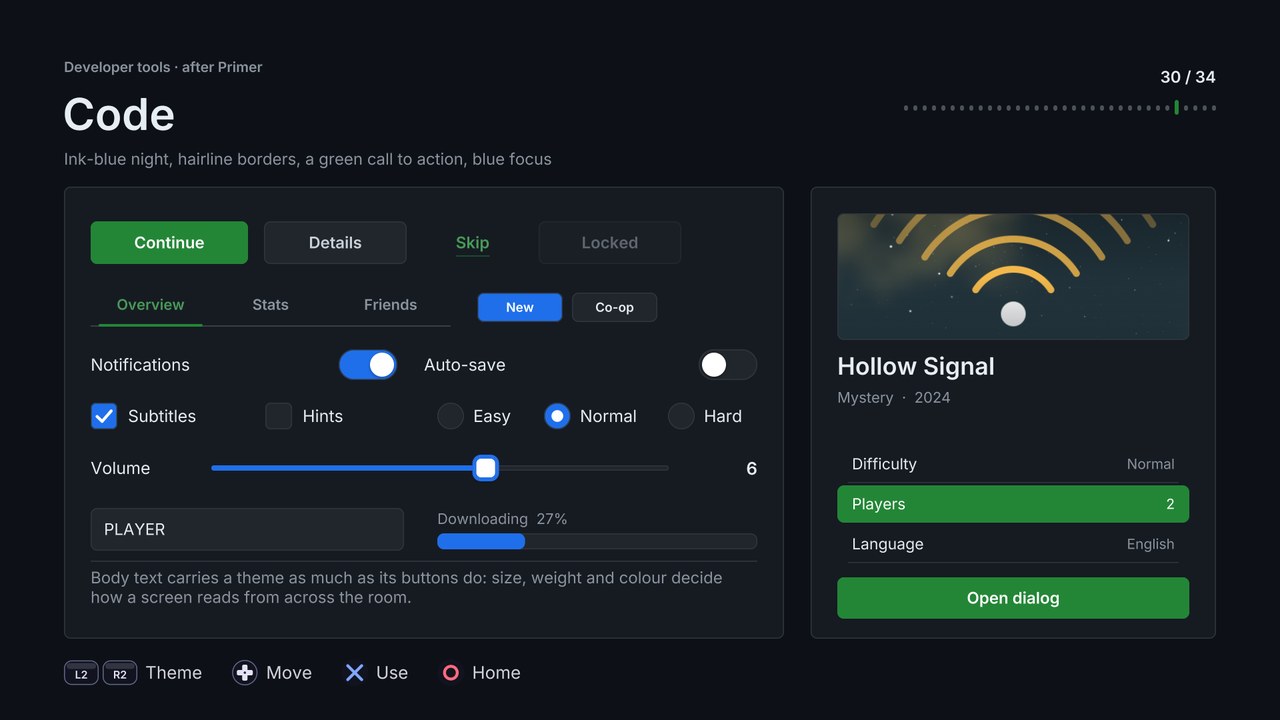 Developer tools · after Primer
30 / 34
Code
Ink-blue night, hairline borders, a green call to action, blue focus
Continue
Details
Skip
Locked
Overview
Stats
Friends
New
Co-op
Notifications
Auto-save
Subtitles
Hints
Easy
Normal
Hard
Volume
6
PLAYER
Downloading 27%
Body text carries a theme as much as its buttons do: size, weight and colour decide
how a screen reads from across the room.
Hollow Signal
Mystery · 2024
Difficulty
Normal
Players
2
Language
English
Open dialog
L2
R2
Theme
Move
Use
Home